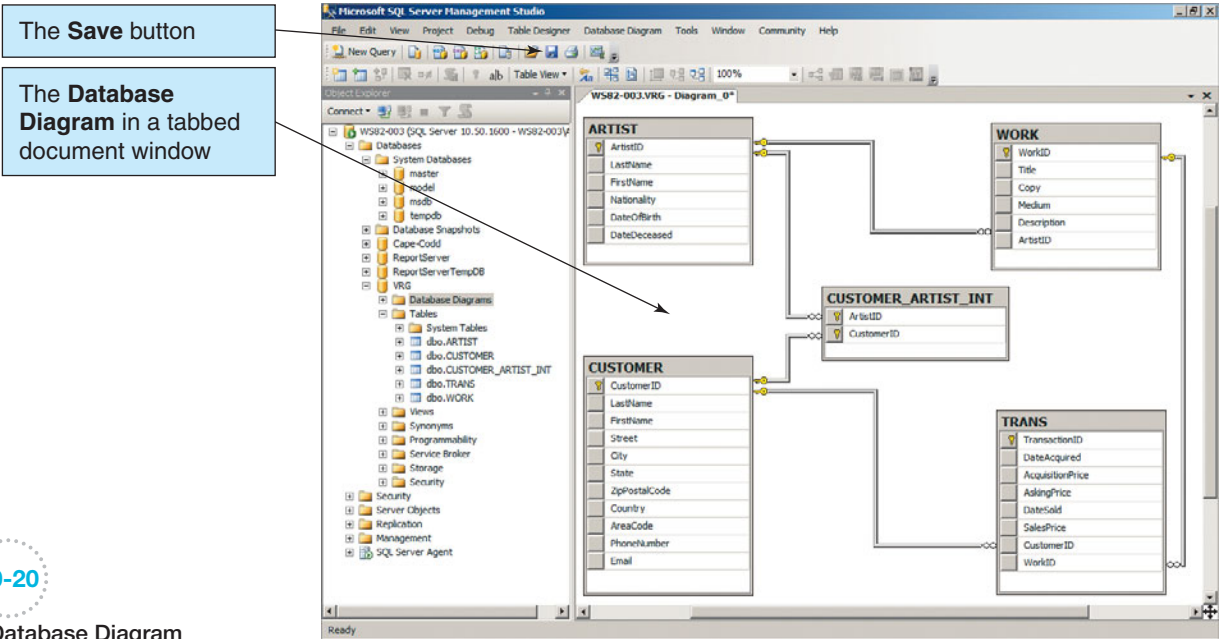 The Save button
The Database
Diagram in a tabbed
document window
Microsoft SQL Server Management Studio
File Edit View Project Debug Table Designer Database Diagram Tools Window Community Help
New Query
Table View 100%
Object Explorer
WS82-003.VRG - Diagram_0*
Connect
WS82-003 (SQL Server 10.50.1600 - WS82-003\A
Databases
System Databases
master
model
msdb
tempdb
Database Snapshots
Cape-Codd
ReportServer
ReportServerTempDB
VRG
Database Diagrams
Tables
System Tables
dbo.ARTIST
dbo.CUSTOMER
dbo.CUSTOMER_ARTIST_INT
dbo.TRANS
dbo.WORK
Views
Synonyms
Programmability
Service Broker
Storage
Security
Security
Server Objects
Replication
Management
SQL Server Agent
ARTIST
ArtistID
LastName
FirstName
Nationality
DateOfBirth
DateDeceased
WORK
WorkID
Title
Copy
Medium
Description
ArtistID
CUSTOMER_ARTIST_INT
ArtistID
CustomerID
CUSTOMER
CustomerID
LastName
FirstName
Street
City
State
ZipPostalCode
Country
AreaCode
PhoneNumber
Email
TRANS
TransactionID
DateAcquired
AcquisitionPrice
AskingPrice
DateSold
SalesPrice
CustomerID
WorkID
Ready
-20
Database Diagram